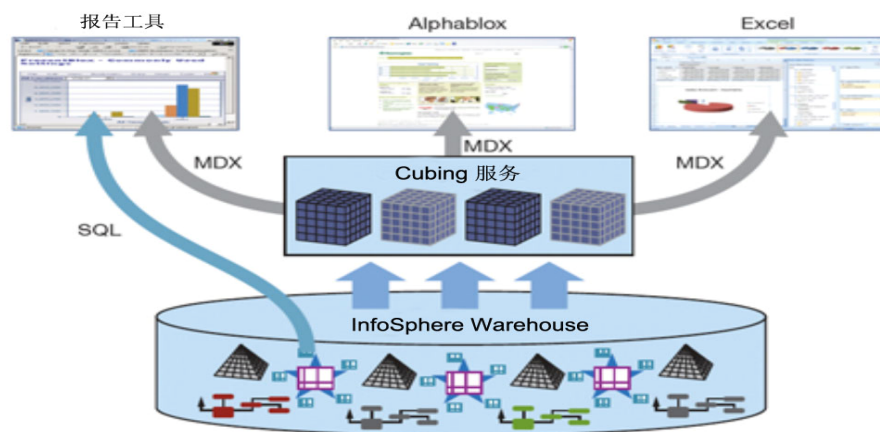 报告工具
Alphablox
Excel
MDX
MDX
MDX
Cubing 服务
SQL
InfoSphere Warehouse